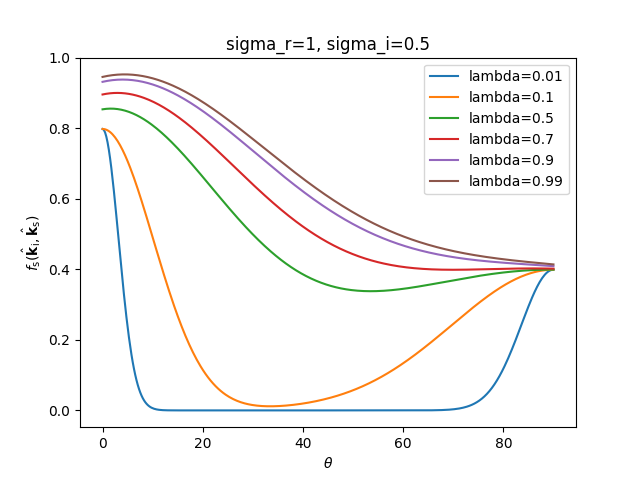 sigma_r=1, sigma_i=0.5
1.0
0.8
0.6
0.4
0.2
0.0
f_s(k̂_i, k̂_s)
lambda=0.01
lambda=0.1
lambda=0.5
lambda=0.7
lambda=0.9
lambda=0.99
0 20 40 60 80
θ